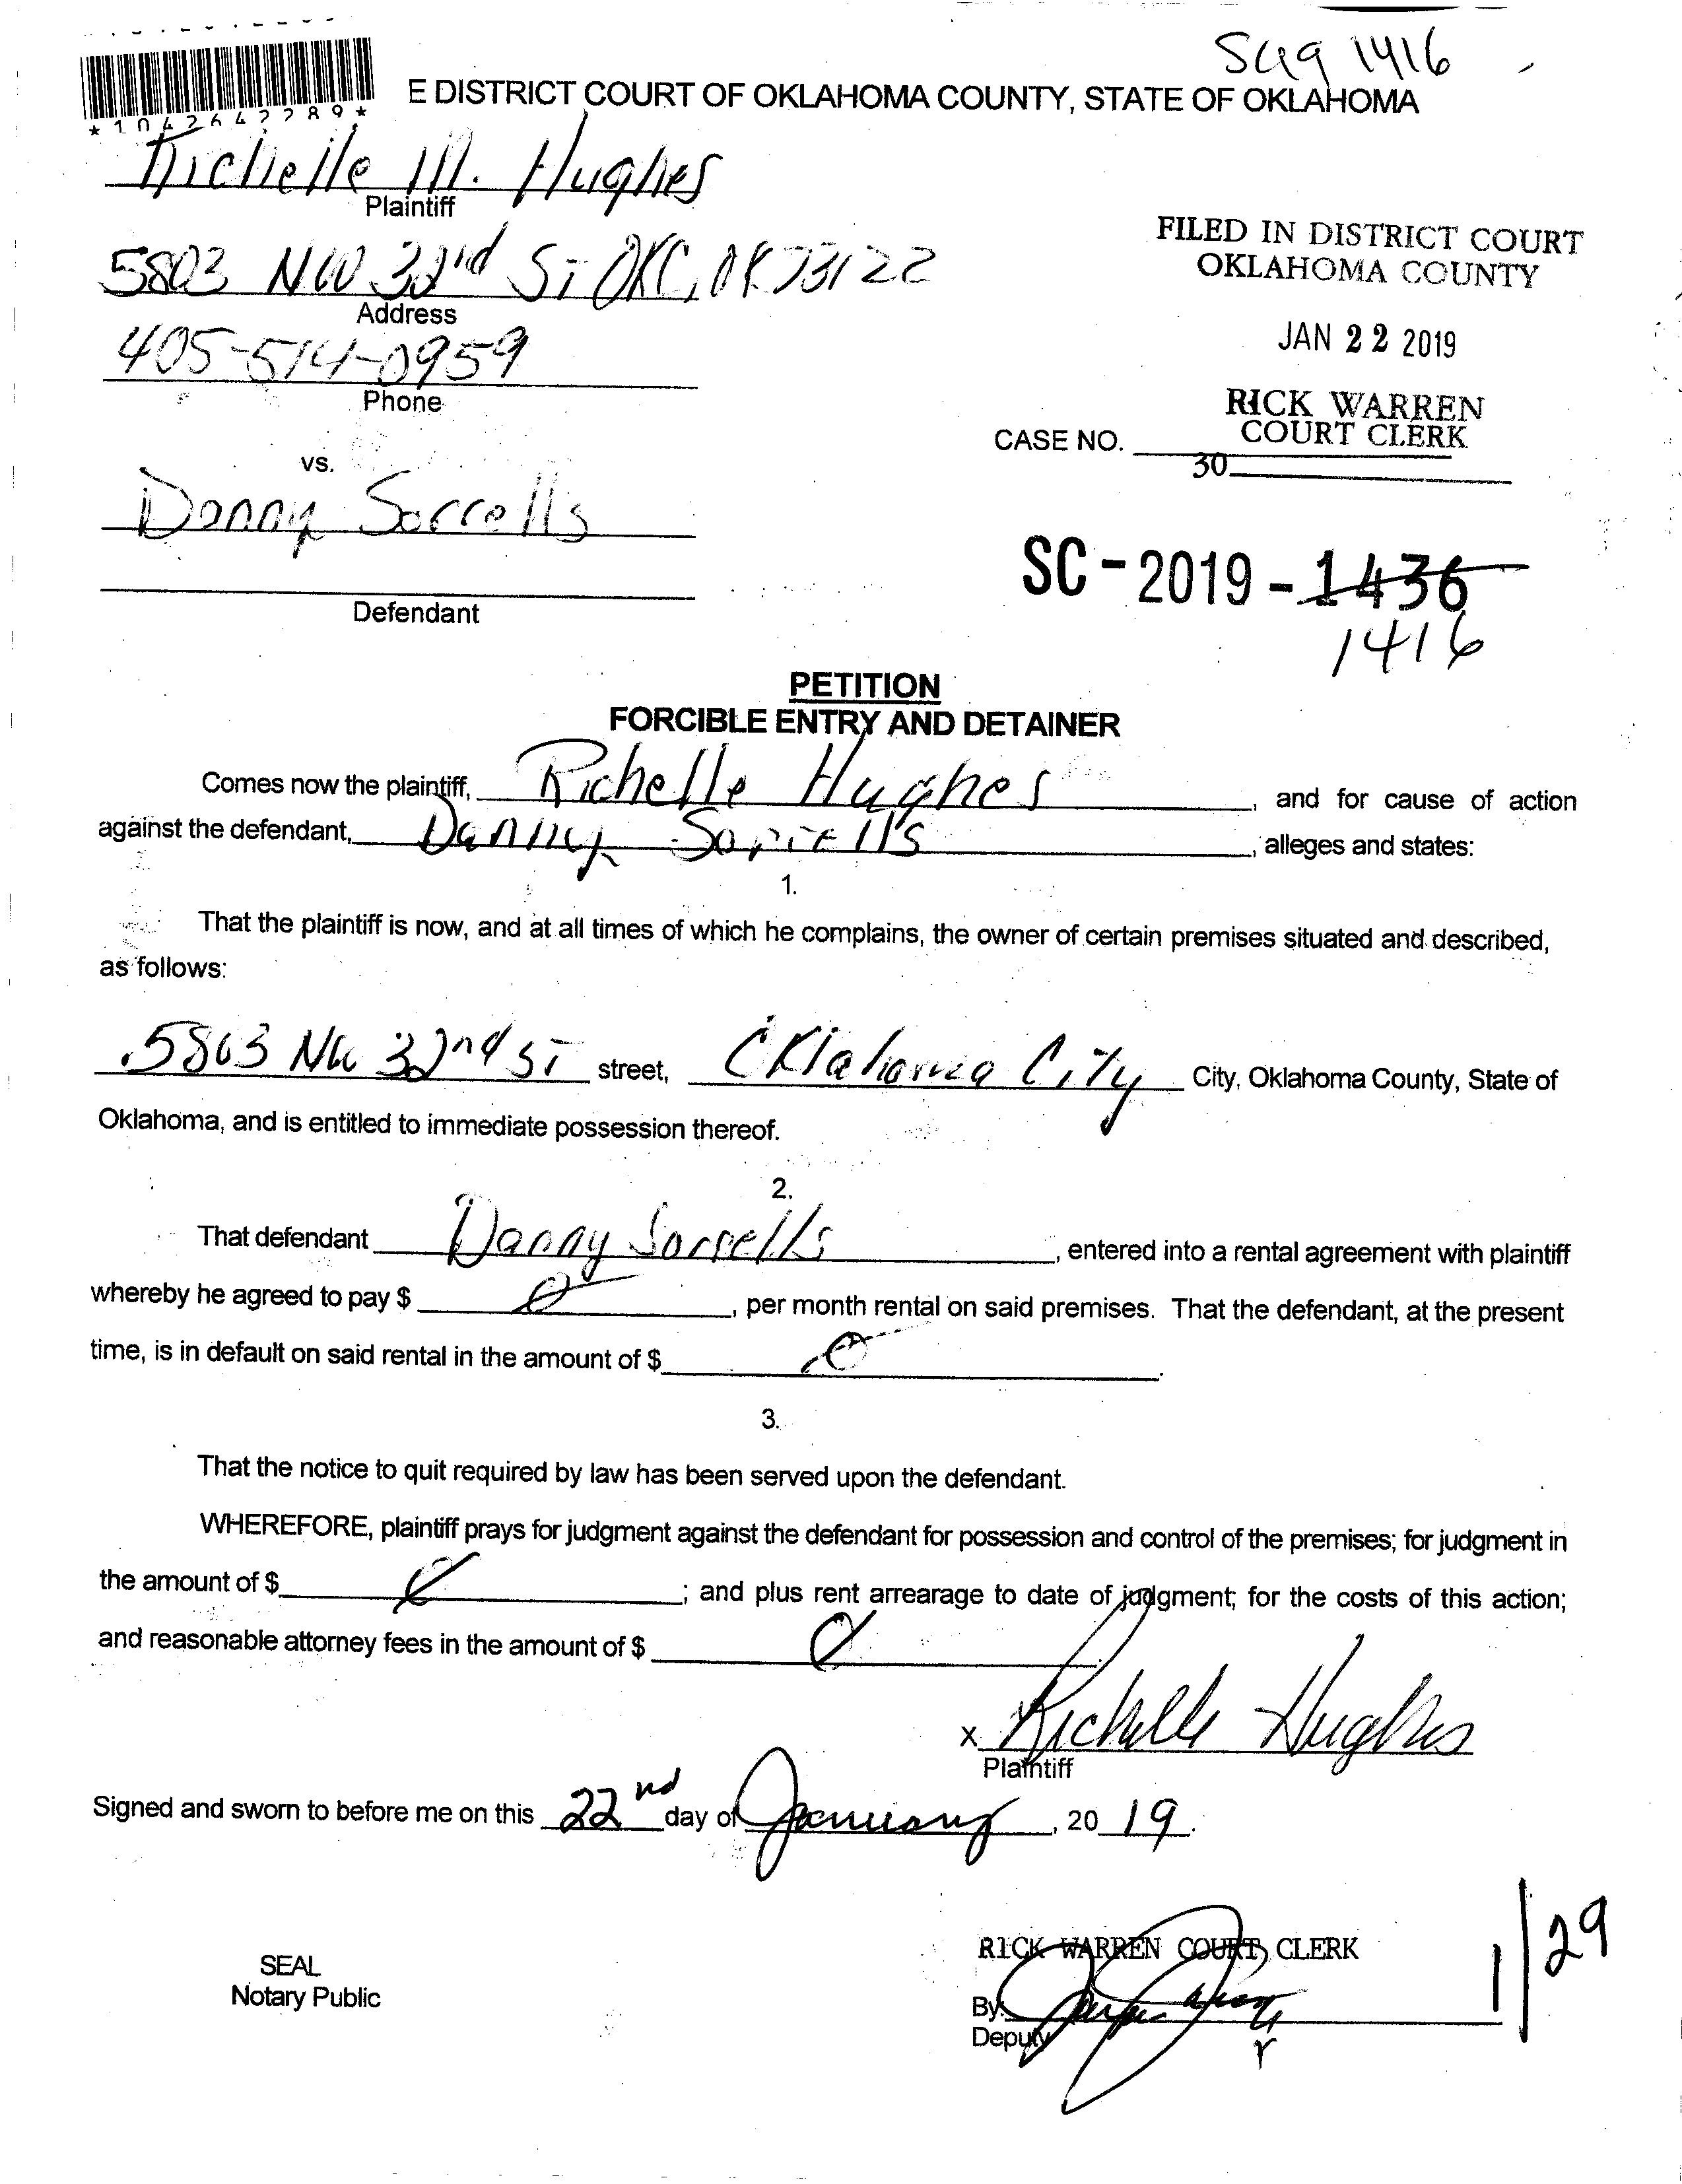 SC19 1416
*1042642289*
E DISTRICT COURT OF OKLAHOMA COUNTY, STATE OF OKLAHOMA
Richelle M. Hughes
Plaintiff
5803 NW 32nd St OKC, OK 73122
Address
405-514-0959
Phone
FILED IN DISTRICT COURT
OKLAHOMA COUNTY
JAN 22 2019
RICK WARREN
COURT CLERK
CASE NO.
30
vs.
Danny Sorrells
Defendant
SC - 2019 - 1436
1416
PETITION
FORCIBLE ENTRY AND DETAINER
Comes now the plaintiff, Richelle Hughes, and for cause of action
against the defendant, Danny Sorrells, alleges and states:
1.
That the plaintiff is now, and at all times of which he complains, the owner of certain premises situated and described,
as follows:
5803 NW 32nd St street, Oklahoma City City, Oklahoma County, State of
Oklahoma, and is entitled to immediate possession thereof.
2.
That defendant Danny Sorrells, entered into a rental agreement with plaintiff
whereby he agreed to pay $ 0, per month rental on said premises. That the defendant, at the present
time, is in default on said rental in the amount of $ 0.
3.
That the notice to quit required by law has been served upon the defendant.
WHEREFORE, plaintiff prays for judgment against the defendant for possession and control of the premises; for judgment in
the amount of $ 0; and plus rent arrearage to date of judgment; for the costs of this action;
and reasonable attorney fees in the amount of $ 0.
x Richelle Hughes
Plaintiff
Signed and sworn to before me on this 22nd day of January, 20 19.
SEAL
Notary Public
RICK WARREN COURT CLERK
By:
Deputy
1/29